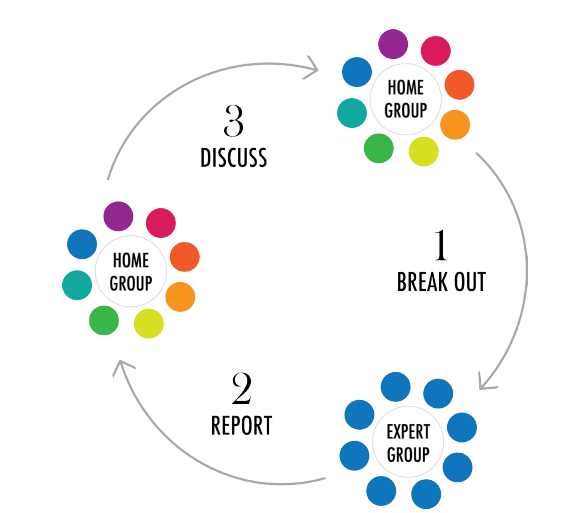 HOME
GROUP
3
DISCUSS
1
BREAK OUT
HOME
GROUP
2
REPORT
EXPERT
GROUP